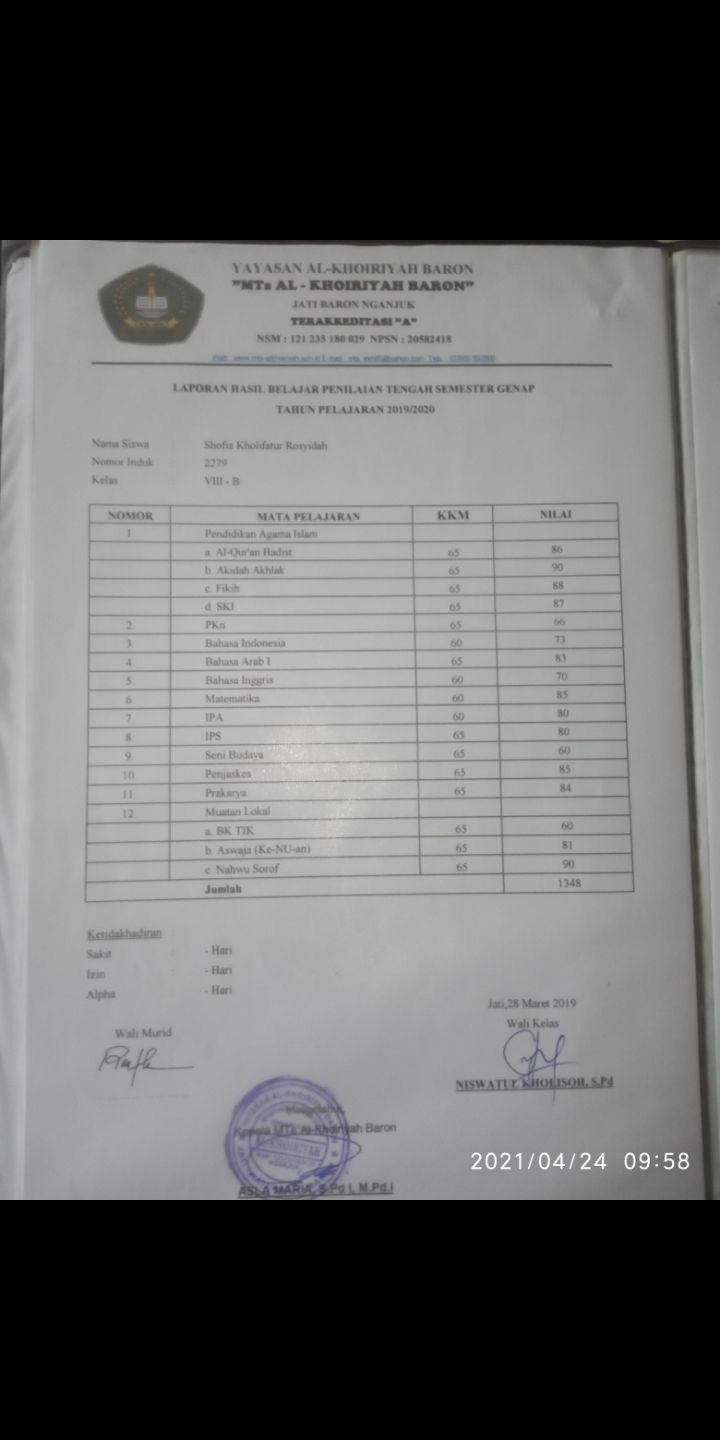 YAYASAN AL-KHOIRIYAH BARON
"MTs AL - KHOIRIYAH BARON"
JATI BARON NGANJUK
TERAKREDITASI "A"
NSM : 121 235 180 029 NPSN : 20582418
LAPORAN HASIL BELAJAR PENILAIAN TENGAH SEMESTER GENAP
TAHUN PELAJARAN 2019/2020
Nama Siswa Shofia Kholifatur Rosyidah
Nomor Induk 2279
Kelas VIII - B
NOMOR MATA PELAJARAN KKM NILAI
1. Pendidikan Agama Islam
a. Al-Qur'an Hadist 65 86
b. Akidah Akhlak 65 90
c. Fikih 65 88
d. SKI 65 87
2. PKn 65 66
3. Bahasa Indonesia 60 73
4. Bahasa Arab I 65 83
5. Bahasa Inggris 60 70
6. Matematika 60 85
7. IPA 60 80
8. IPS 65 80
9. Seni Budaya 65 60
10. Penjaskes 65 85
11. Prakarya 65 84
12. Muatan Lokal
a. BK TIK 65 60
b. Aswaja (Ke-NU-an) 65 81
c. Nahwu Sorof 65 90
Jumlah 1348
Ketidakhadiran :
Sakit : - Hari
Izin : - Hari
Alpha : - Hari
Jati,28 Maret 2019
Wali Murid
Wali Kelas
NISWATUL KHOLISOH, S.Pd
Mengetahui,
Kepala MTs Al-Khoiriyah Baron
ASLA MARIA, S.Pd I, M.Pd.I
2021/04/24 09:58